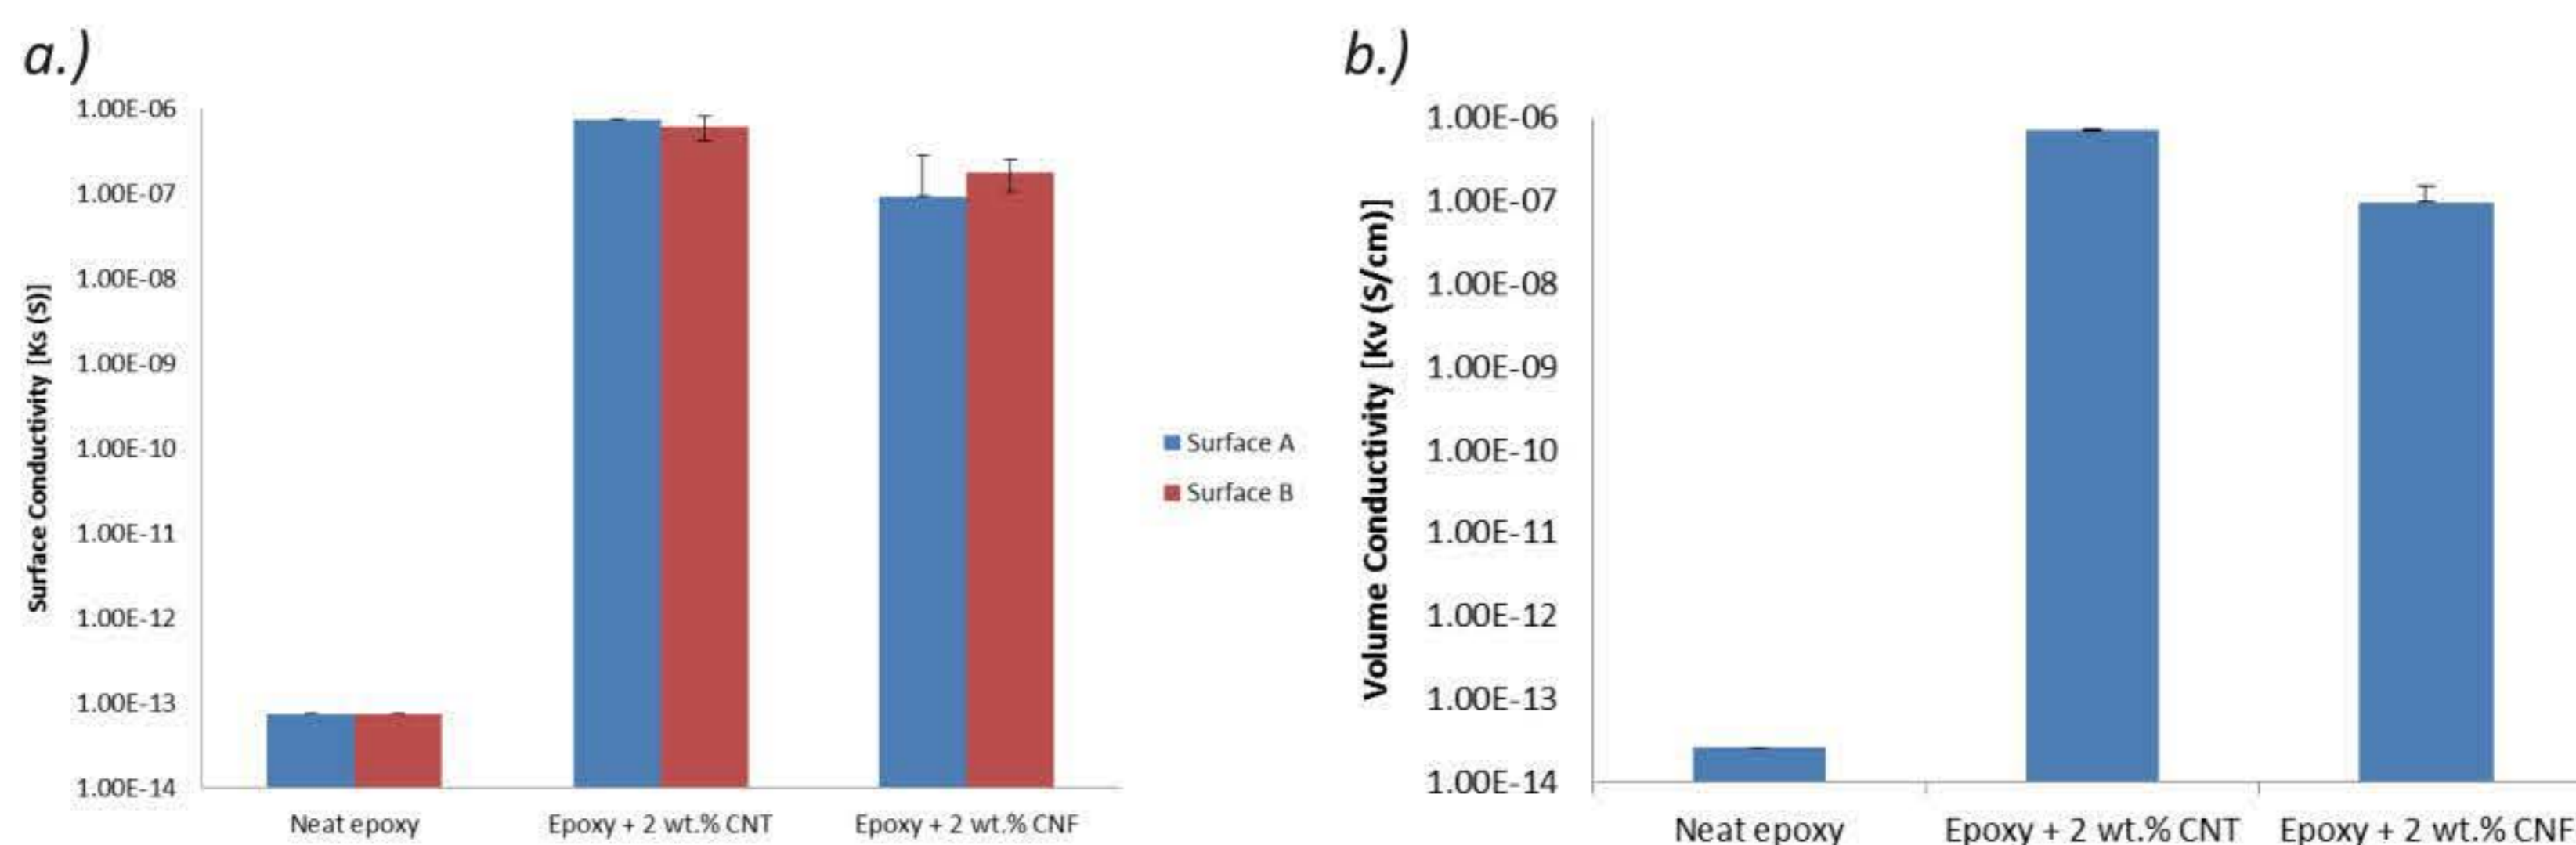 a.)
1.00E-06
1.00E-07
1.00E-08
1.00E-09
1.00E-10
1.00E-11
1.00E-12
1.00E-13
1.00E-14
Surface Conductivity [Ks (S)]
Neat epoxy
Epoxy + 2 wt.% CNT
Epoxy + 2 wt.% CNF
Surface A
Surface B
b.)
1.00E-06
1.00E-07
1.00E-08
1.00E-09
1.00E-10
1.00E-11
1.00E-12
1.00E-13
1.00E-14
Volume Conductivity [Kv (S/cm)]
Neat epoxy
Epoxy + 2 wt.% CNT
Epoxy + 2 wt.% CNF